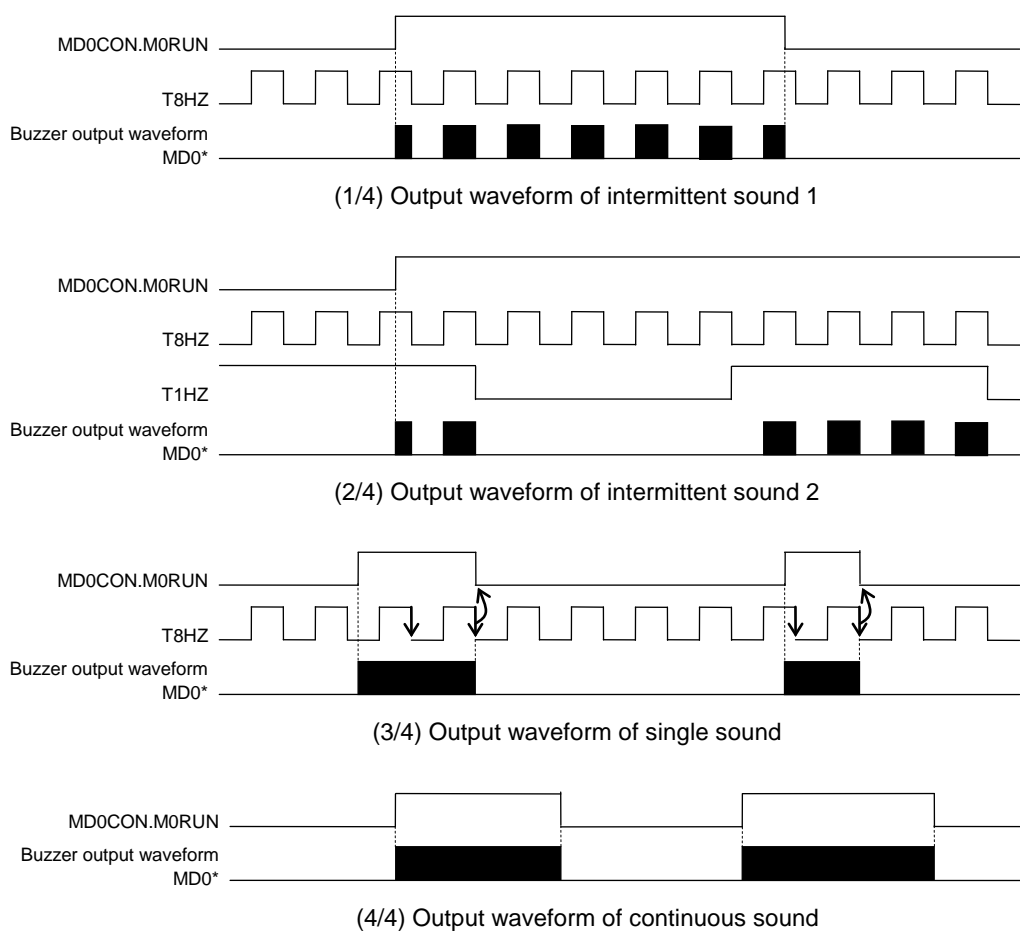 MD0CON.M0RUN
T8HZ
Buzzer output waveform
MD0*
(1/4) Output waveform of intermittent sound 1
MD0CON.M0RUN
T8HZ
T1HZ
Buzzer output waveform
MD0*
(2/4) Output waveform of intermittent sound 2
MD0CON.M0RUN
T8HZ
Buzzer output waveform
MD0*
(3/4) Output waveform of single sound
MD0CON.M0RUN
Buzzer output waveform
MD0*
(4/4) Output waveform of continuous sound